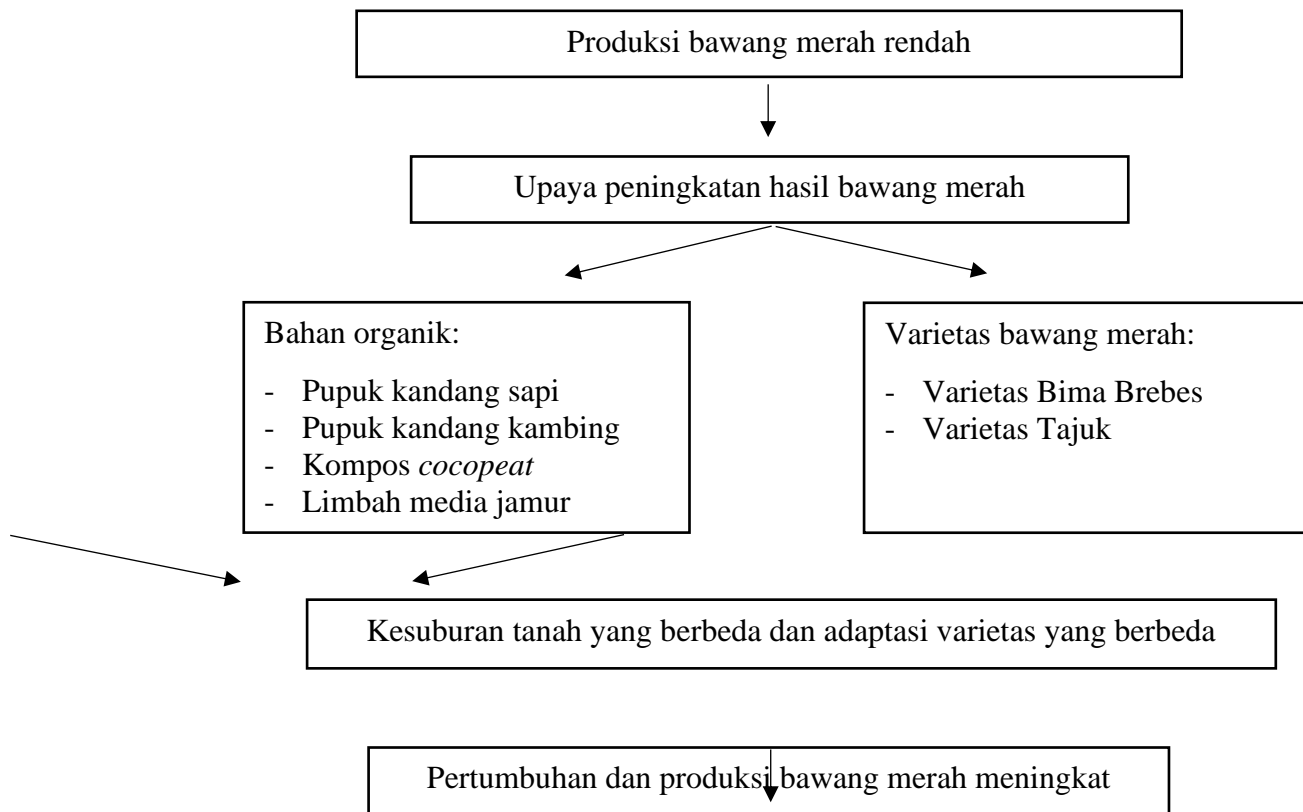 Produksi bawang merah rendah
Upaya peningkatan hasil bawang merah
Bahan organik:
- Pupuk kandang sapi
- Pupuk kandang kambing
- Kompos cocopeat
- Limbah media jamur
Varietas bawang merah:
- Varietas Bima Brebes
- Varietas Tajuk
Kesuburan tanah yang berbeda dan adaptasi varietas yang berbeda
Pertumbuhan dan produksi bawang merah meningkat